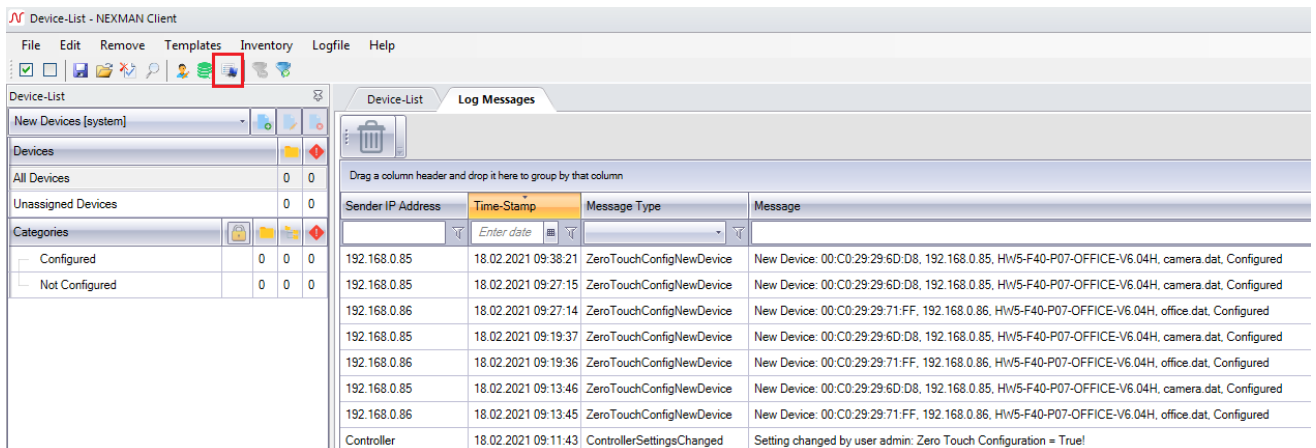 Device-List - NEXMAN Client
File Edit Remove Templates Inventory Logfile Help
Device-List
New Devices [system]
Devices
All Devices 0 0
Unassigned Devices 0 0
Categories
Configured 0 0 0
Not Configured 0 0 0
Device-List Log Messages
Drag a column header and drop it here to group by that column
Sender IP Address Time-Stamp Message Type Message
Enter date
192.168.0.85 18.02.2021 09:38:21 ZeroTouchConfigNewDevice New Device: 00:C0:29:29:6D:D8, 192.168.0.85, HW5-F40-P07-OFFICE-V6.04H, camera.dat, Configured
192.168.0.85 18.02.2021 09:27:15 ZeroTouchConfigNewDevice New Device: 00:C0:29:29:6D:D8, 192.168.0.85, HW5-F40-P07-OFFICE-V6.04H, camera.dat, Configured
192.168.0.86 18.02.2021 09:27:14 ZeroTouchConfigNewDevice New Device: 00:C0:29:29:71:FF, 192.168.0.86, HW5-F40-P07-OFFICE-V6.04H, office.dat, Configured
192.168.0.85 18.02.2021 09:19:37 ZeroTouchConfigNewDevice New Device: 00:C0:29:29:6D:D8, 192.168.0.85, HW5-F40-P07-OFFICE-V6.04H, camera.dat, Configured
192.168.0.86 18.02.2021 09:19:36 ZeroTouchConfigNewDevice New Device: 00:C0:29:29:71:FF, 192.168.0.86, HW5-F40-P07-OFFICE-V6.04H, office.dat, Configured
192.168.0.85 18.02.2021 09:13:46 ZeroTouchConfigNewDevice New Device: 00:C0:29:29:6D:D8, 192.168.0.85, HW5-F40-P07-OFFICE-V6.04H, camera.dat, Configured
192.168.0.86 18.02.2021 09:13:45 ZeroTouchConfigNewDevice New Device: 00:C0:29:29:71:FF, 192.168.0.86, HW5-F40-P07-OFFICE-V6.04H, office.dat, Configured
Controller 18.02.2021 09:11:43 ControllerSettingsChanged Setting changed by user admin: Zero Touch Configuration = True!